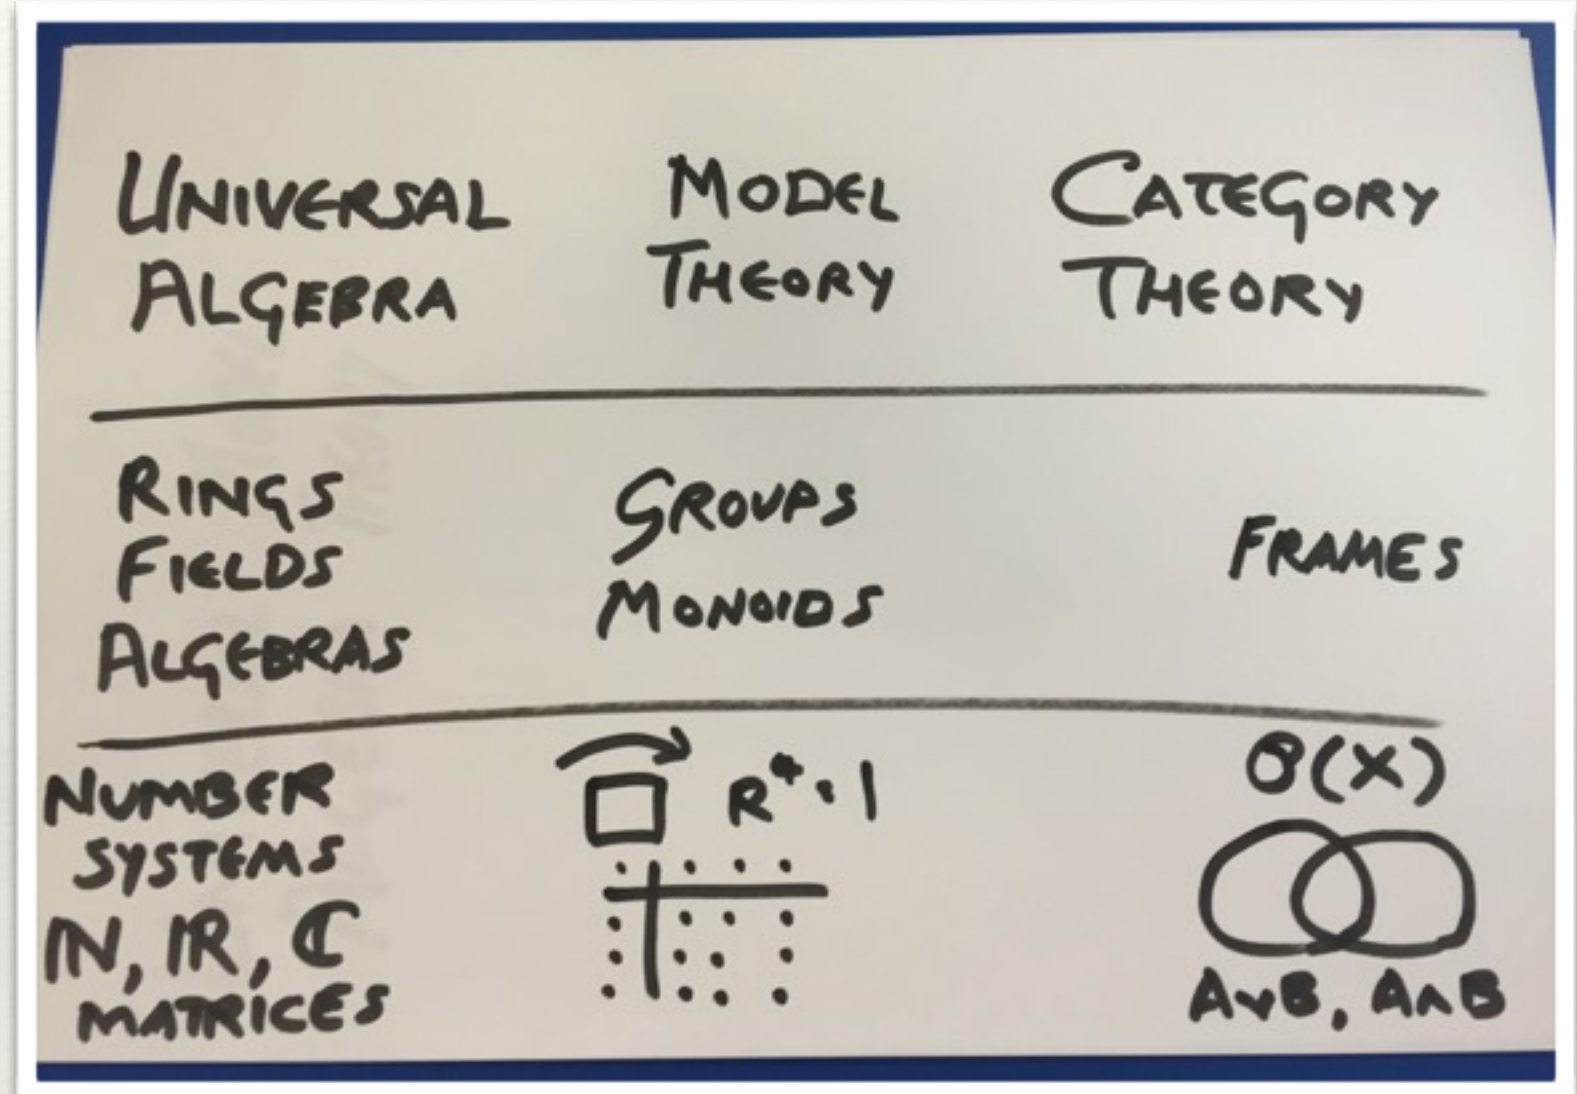 UNIVERSAL ALGEBRA
MODEL THEORY
CATEGORY THEORY
RINGS
FIELDS
ALGEBRAS
GROUPS
MONOIDS
FRAMES
NUMBER
SYSTEMS
ℕ, ℝ, ℂ
MATRICES
R⁴ = 1
O(X)
A∨B, A∧B